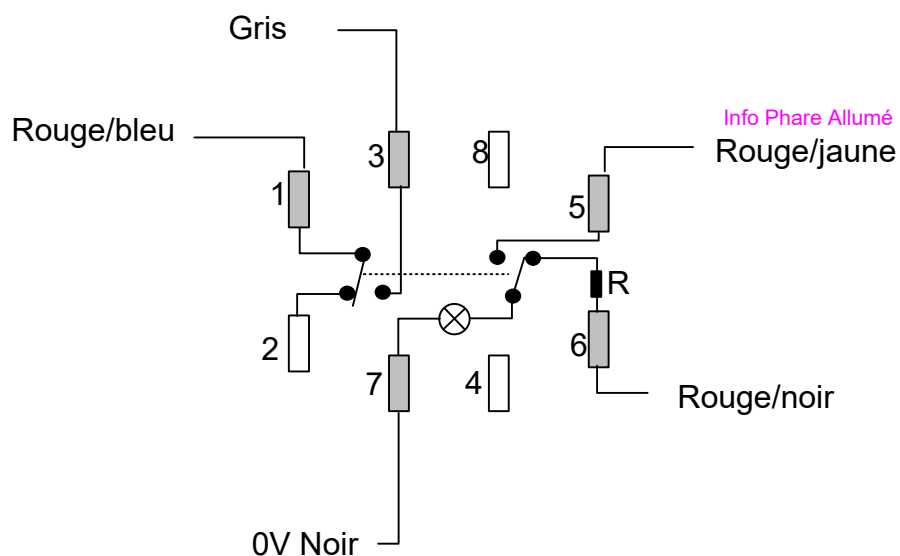 Gris
Info Phare Allumé
Rouge/bleu
Rouge/jaune
3
8
1
5
R
2
6
7
4
Rouge/noir
0V Noir